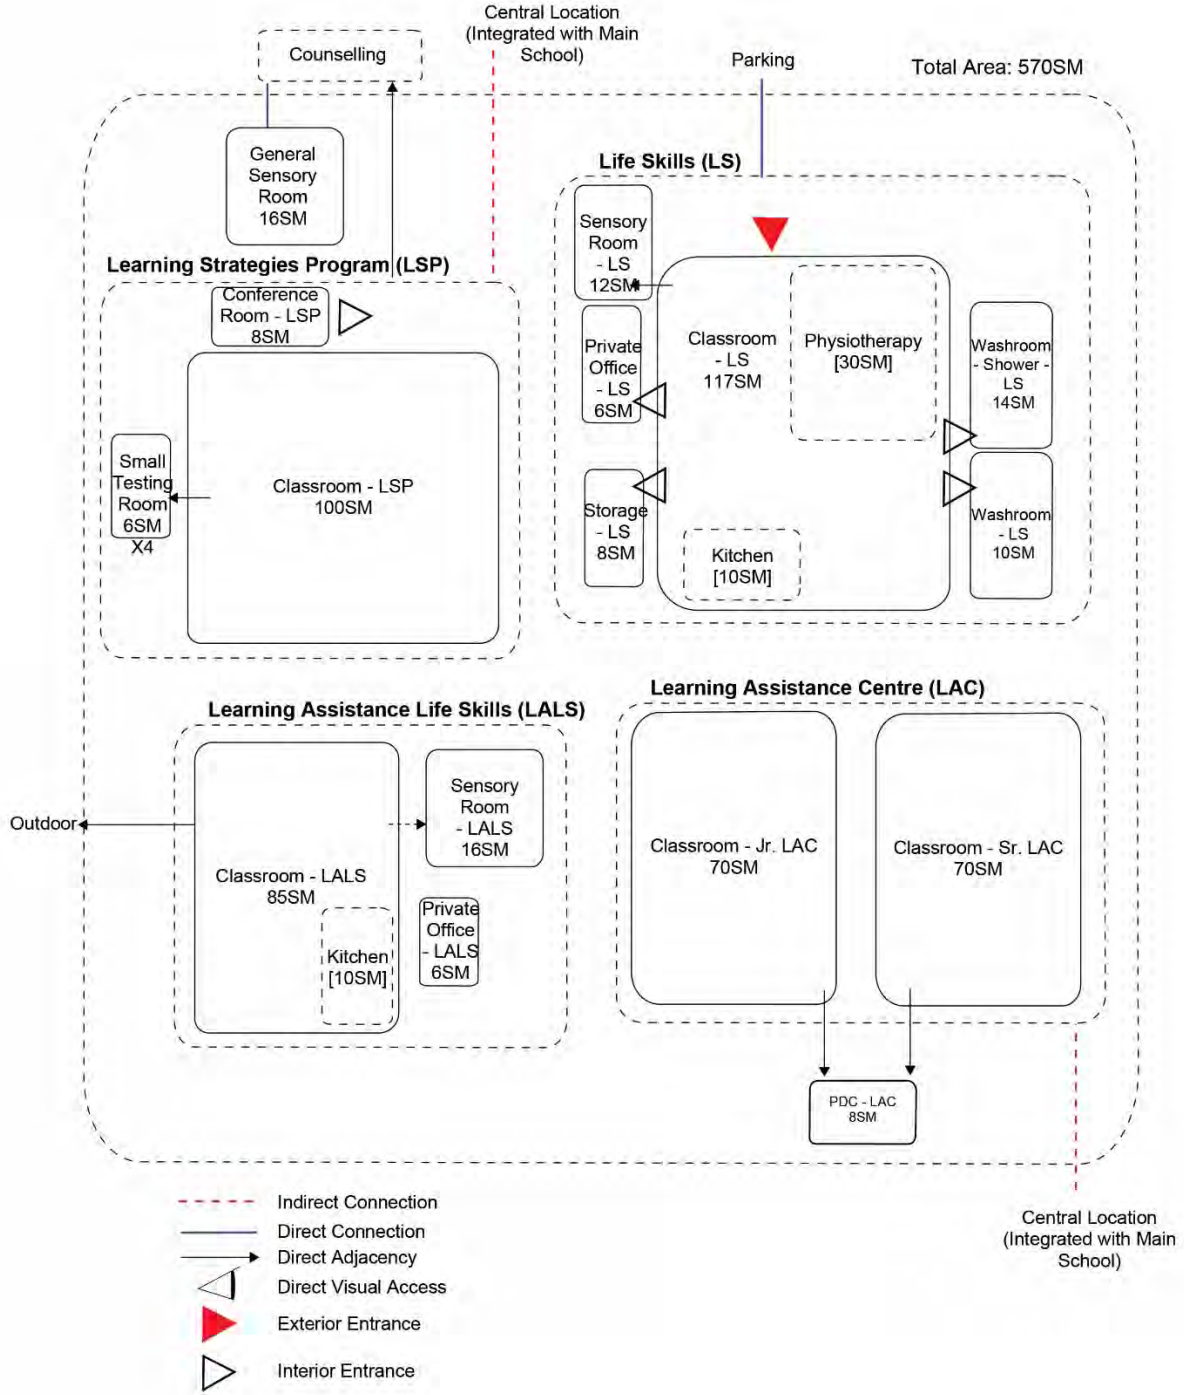 Central Location
(Integrated with Main
School)
Counselling
Parking
Total Area: 570SM
General
Sensory
Room
16SM
Life Skills (LS)
Sensory
Room
- LS
12SM
Learning Strategies Program (LSP)
Conference
Room - LSP
8SM
Private
Office
- LS
6SM
Classroom
- LS
117SM
Physiotherapy
[30SM]
Washroom
- Shower -
LS
14SM
Small
Testing
Room
6SM
X4
Classroom - LSP
100SM
Storage
- LS
8SM
Kitchen
[10SM]
Washroom
- LS
10SM
Learning Assistance Life Skills (LALS)
Learning Assistance Centre (LAC)
Outdoor
Sensory
Room
- LALS
16SM
Classroom - LALS
85SM
Private
Office
- LALS
6SM
Kitchen
[10SM]
Classroom - Jr. LAC
70SM
Classroom - Sr. LAC
70SM
PDC - LAC
8SM
Indirect Connection
Direct Connection
Direct Adjacency
Direct Visual Access
Exterior Entrance
Interior Entrance
Central Location
(Integrated with Main
School)